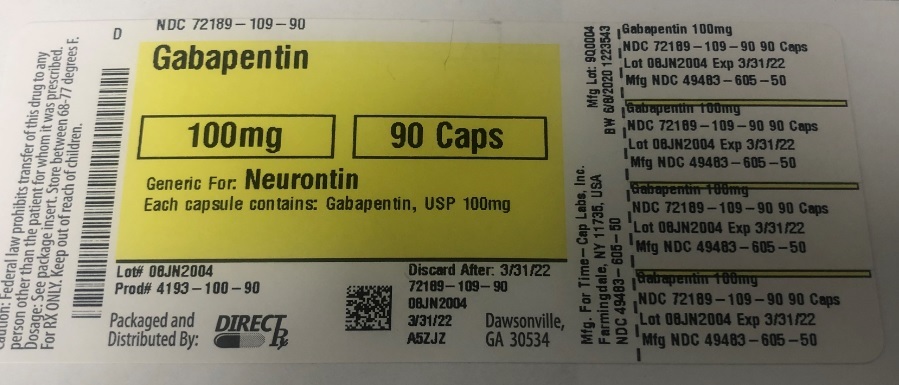 Caution: Federal law prohibits transfer of this drug to any
person other than the patient for whom it was prescribed.
Dosage: See package insert. Store between 68-77 degrees F.
For RX ONLY. Keep out of reach of children.
D
NDC 72189-109-90
Gabapentin
100mg
90 Caps
Generic For: Neurontin
Each capsule contains: Gabapentin, USP 100mg
Lot# 08JN2004
Prod# 4193-100-90
Packaged and
Distributed By:
DIRECT Rx
Discard After: 3/31/22
72189-109-90
08JN2004
3/31/22
A5ZJZ
Dawsonville,
GA 30534
Mfg Lot: 900004
BW 6/8/2020 1223543
Mfg. For Time-Cap Labs, Inc.
Farmingdale, NY 11735, USA
NDC 49483-605-50
Gabapentin 100mg
NDC 72189-109-90 90 Caps
Lot 08JN2004 Exp 3/31/22
Mfg NDC 49483-605-50
Gabapentin 100mg
NDC 72189-109-90 90 Caps
Lot 08JN2004 Exp 3/31/22
Mfg NDC 49483-605-50
Gabapentin 100mg
NDC 72189-109-90 90 Caps
Lot 08JN2004 Exp 3/31/22
Mfg NDC 49483-605-50
Gabapentin 100mg
NDC 72189-109-90 90 Caps
Lot 08JN2004 Exp 3/31/22
Mfg NDC 49483-605-50